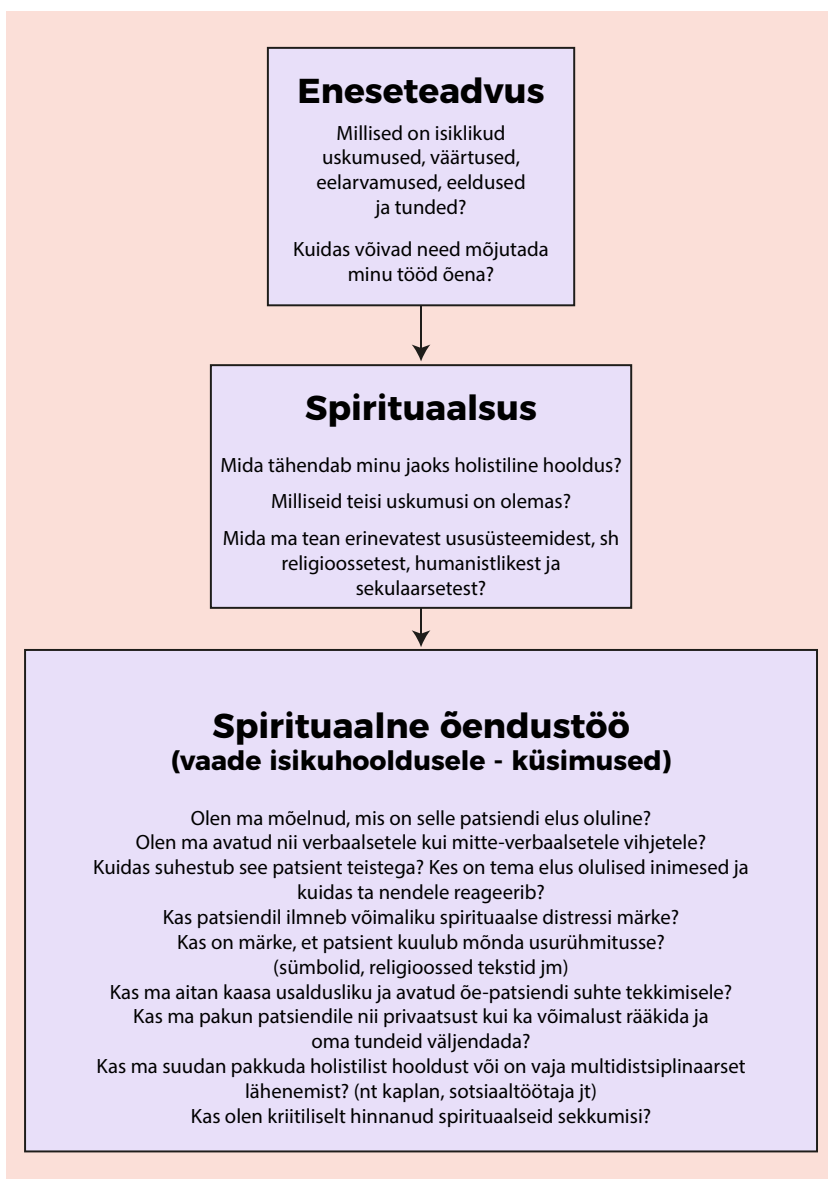 Eneseteadvus
Millised on isiklikud
uskumused, väärtused,
eelarvamused, eeldused
ja tunded?
Kuidas võivad need mõjutada
minu tööd õena?
Spirituaalsus
Mida tähendab minu jaoks holistiline hooldus?
Milliseid teisi uskumusi on olemas?
Mida ma tean erinevatest ususüsteemidest, sh
religioossetest, humanistlikest ja
sekulaarsetest?
Spirituaalne õendustöö
(vaade isikuhooldusele - küsimused)
Olen ma mõelnud, mis on selle patsiendi elus oluline?
Olen ma avatud nii verbaalsetele kui mitte-verbaalsetele vihjetele?
Kuidas suhestub see patsient teistega? Kes on tema elus olulised inimesed ja
kuidas ta nendele reageerib?
Kas patsiendil ilmneb võimaliku spirituaalse distressi märke?
Kas on märke, et patsient kuulub mõnda usurühmitusse?
(sümbolid, religioossed tekstid jm)
Kas ma aitan kaasa usaldusliku ja avatud õe-patsiendi suhte tekkimisele?
Kas ma pakun patsiendile nii privaatsust kui ka võimalust rääkida ja
oma tundeid väljendada?
Kas ma suudan pakkuda holistilist hooldust või on vaja multidistsiplinaarset
lähenemist? (nt kaplan, sotsiaaltöötaja jt)
Kas olen kriitiliselt hinnanud spirituaalseid sekkumisi?